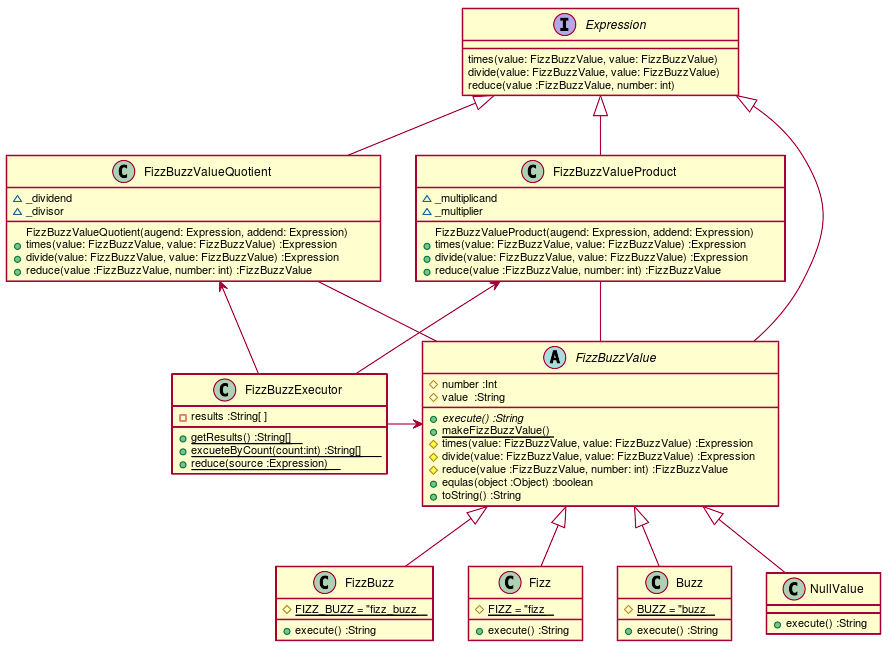 I Expression
times(value: FizzBuzzValue, value: FizzBuzzValue)
divide(value: FizzBuzzValue, value: FizzBuzzValue)
reduce(value :FizzBuzzValue, number: int)
C FizzBuzzValueQuotient
_dividend
_divisor
FizzBuzzValueQuotient(augend: Expression, addend: Expression)
times(value: FizzBuzzValue, value: FizzBuzzValue) :Expression
divide(value: FizzBuzzValue, value: FizzBuzzValue) :Expression
reduce(value :FizzBuzzValue, number: int) :FizzBuzzValue
C FizzBuzzValueProduct
_multiplicand
_multiplier
FizzBuzzValueProduct(augend: Expression, addend: Expression)
times(value: FizzBuzzValue, value: FizzBuzzValue) :Expression
divide(value: FizzBuzzValue, value: FizzBuzzValue) :Expression
reduce(value :FizzBuzzValue, number: int) :FizzBuzzValue
C FizzBuzzExecutor
results :String[ ]
getResults() :String[]
excueteByCount(count:int) :String[]
reduce(source :Expression)
A FizzBuzzValue
number :Int
value :String
execute() :String
makeFizzBuzzValue()
times(value: FizzBuzzValue, value: FizzBuzzValue) :Expression
divide(value: FizzBuzzValue, value: FizzBuzzValue) :Expression
reduce(value :FizzBuzzValue, number: int) :FizzBuzzValue
equlas(object :Object) :boolean
toString() :String
C FizzBuzz
FIZZ_BUZZ = "fizz_buzz
execute() :String
C Fizz
FIZZ = "fizz
execute() :String
C Buzz
BUZZ = "buzz
execute() :String
C NullValue
execute() :String